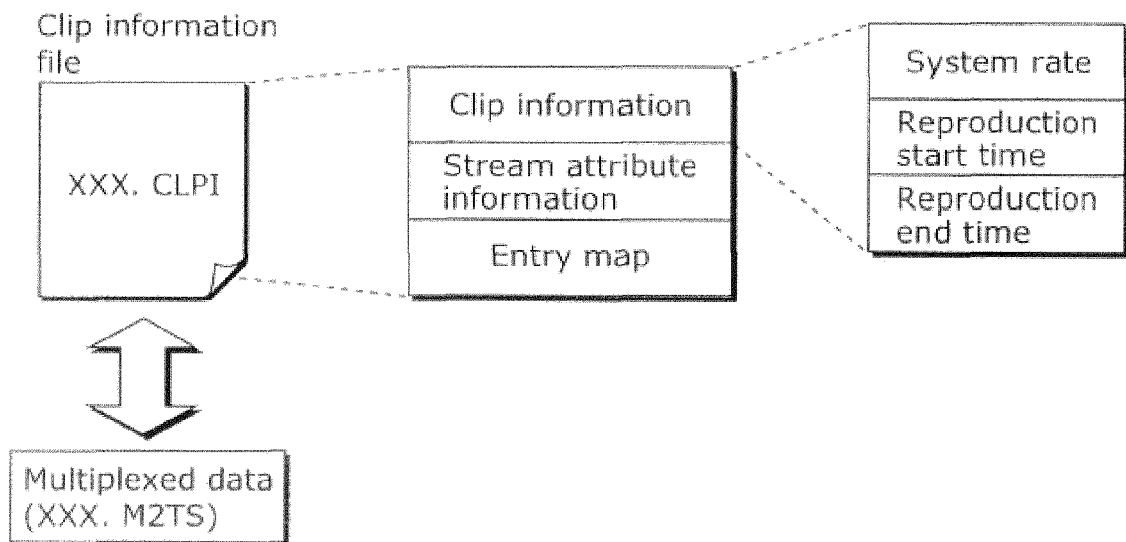 Clip information
file
XXX. CLPI
Multiplexed data
(XXX. M2TS)
Clip information
Stream attribute
information
Entry map
System rate
Reproduction
start time
Reproduction
end time